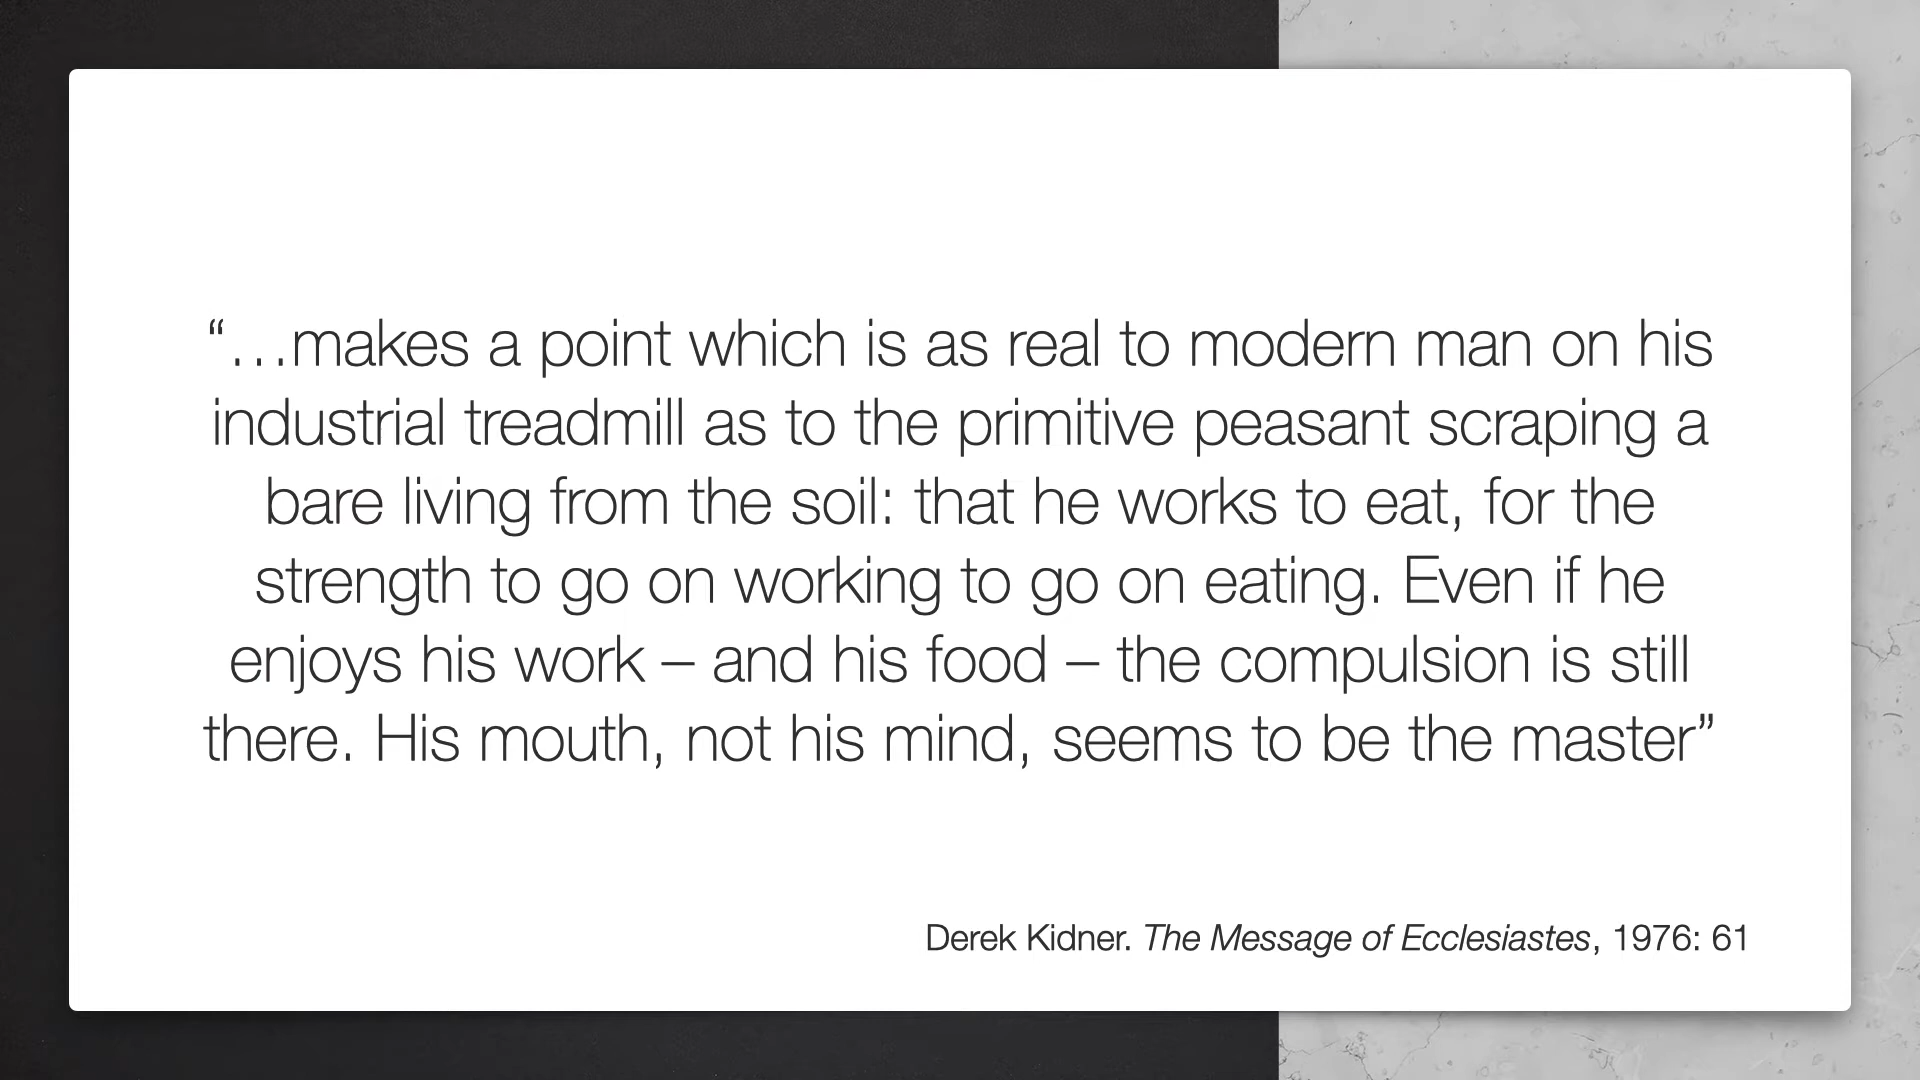 “…makes a point which is as real to modern man on his
industrial treadmill as to the primitive peasant scraping a
bare living from the soil: that he works to eat, for the
strength to go on working to go on eating. Even if he
enjoys his work – and his food – the compulsion is still
there. His mouth, not his mind, seems to be the master”
Derek Kidner. The Message of Ecclesiastes, 1976: 61